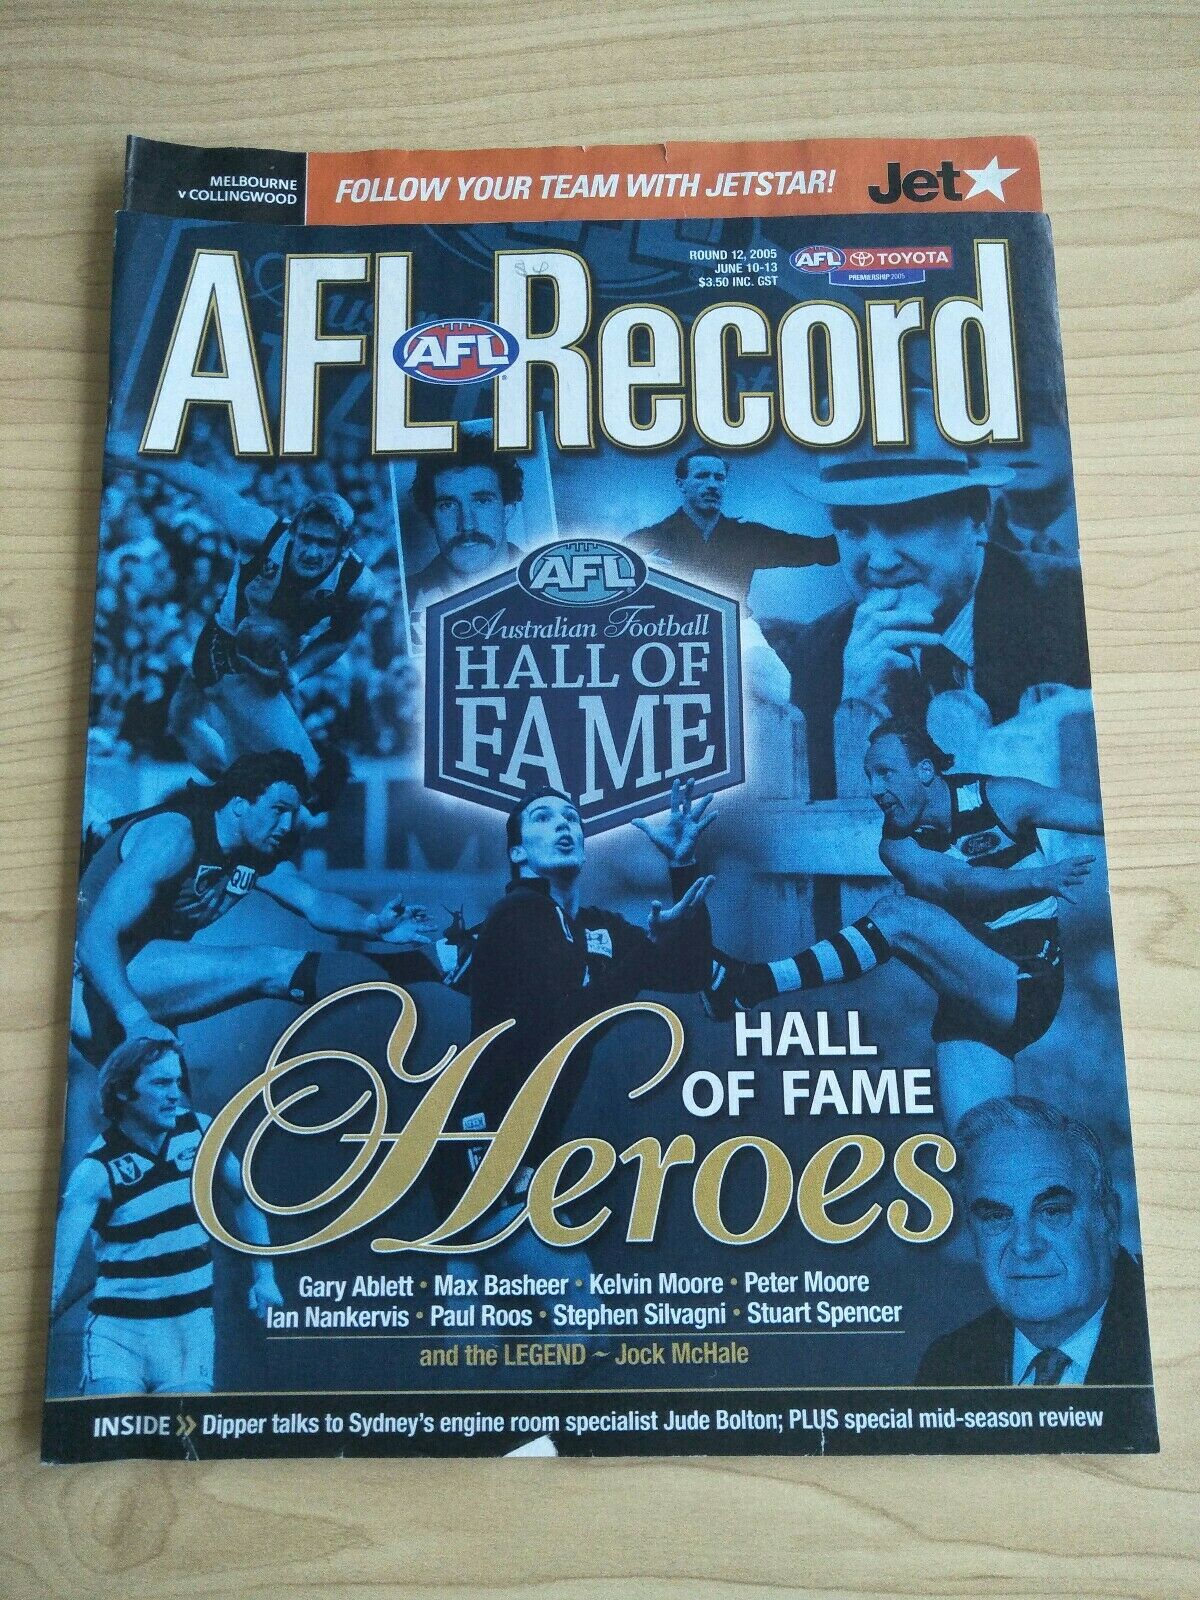 MELBOURNE
v COLLINGWOOD
FOLLOW YOUR TEAM WITH JETSTAR!
Jet
AFL Record
AFL
ROUND 12, 2005
JUNE 10-13
$3.50 INC. GST
AFL TOYOTA
PREMIERSHIP 2005
AFL
Australian Football
HALL OF
FAME
QU
Ford
HALL
OF FAME
Heroes
Gary Ablett • Max Basheer • Kelvin Moore • Peter Moore
Ian Nankervis • Paul Roos • Stephen Silvagni • Stuart Spencer
and the LEGEND ~ Jock McHale
INSIDE >> Dipper talks to Sydney's engine room specialist Jude Bolton; PLUS special mid-season review